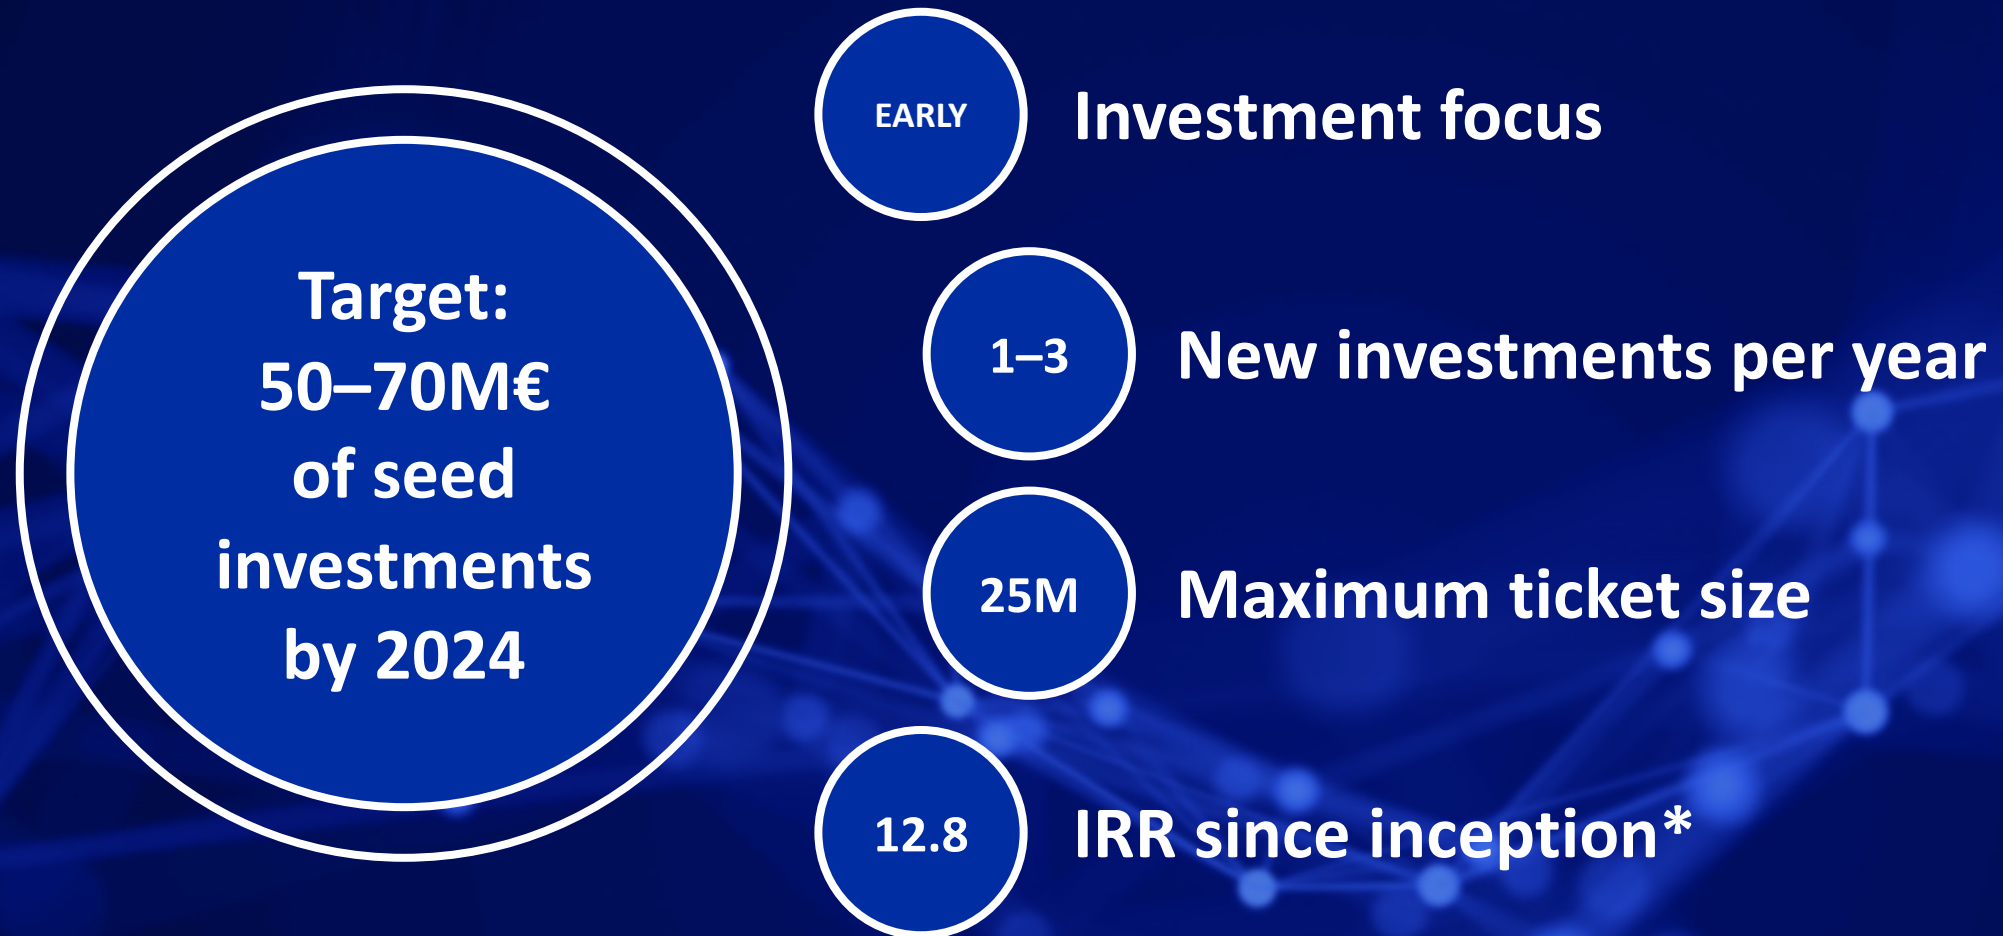 Target:
50–70M€
of seed
investments
by 2024
EARLY
Investment focus
1–3
New investments per year
25M
Maximum ticket size
12.8
IRR since inception*